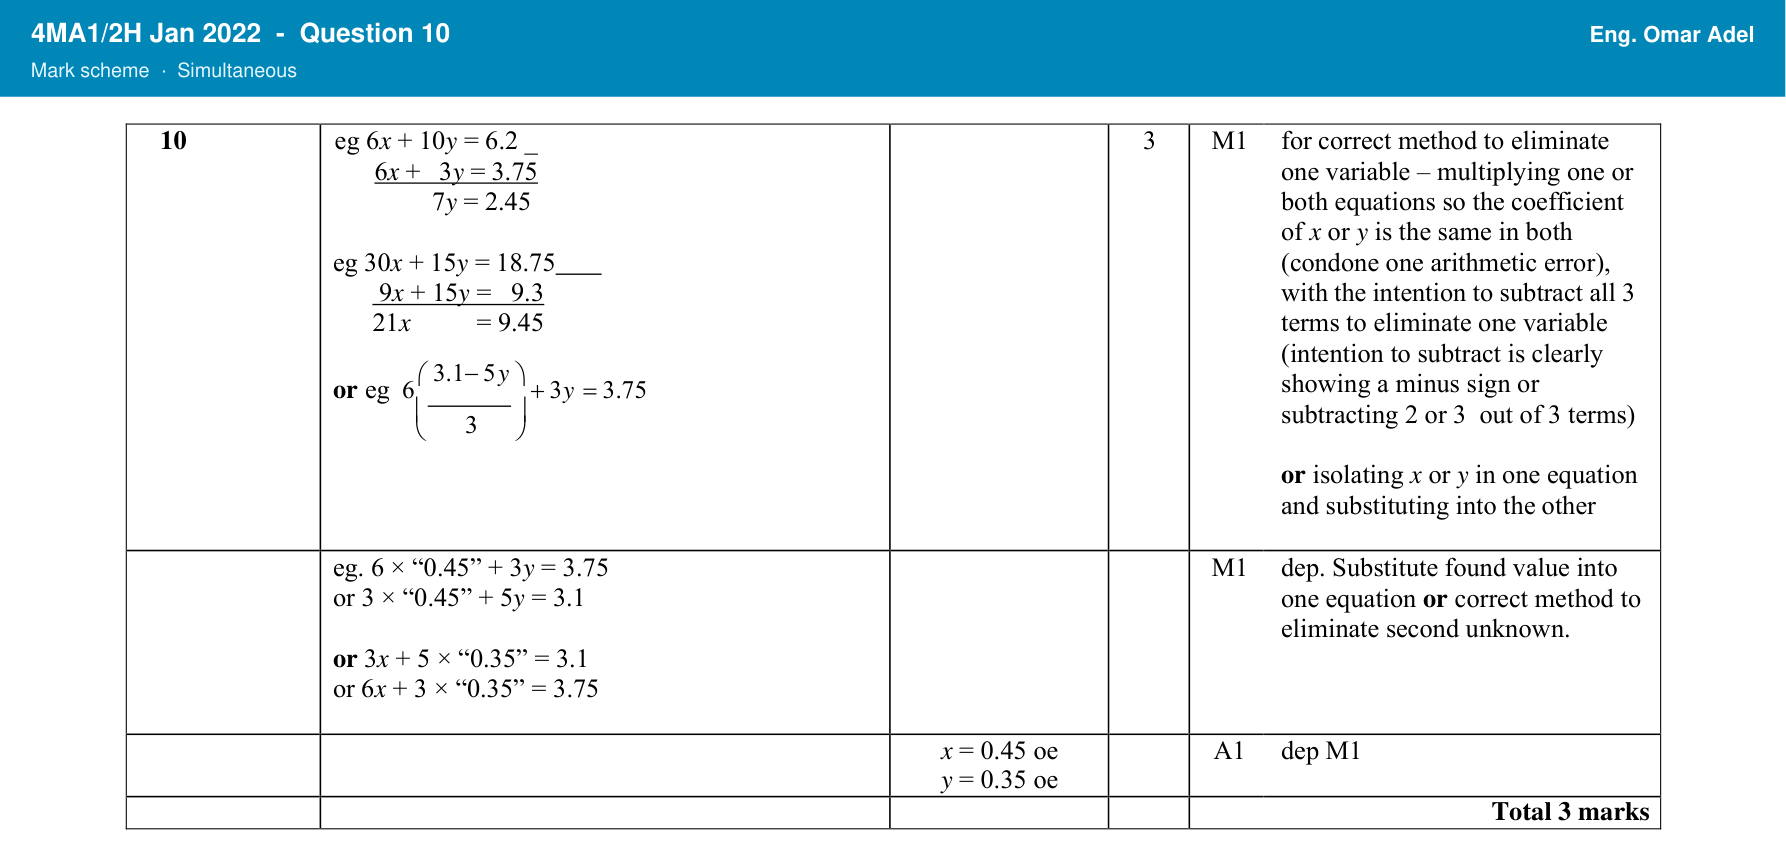 4MA1/2H Jan 2022 - Question 10
Eng. Omar Adel
Mark scheme · Simultaneous
10
eg 6x + 10y = 6.2 _
6x + 3y = 3.75
7y = 2.45
eg 30x + 15y = 18.75____
9x + 15y = 9.3
21x = 9.45
or eg 6((3.1−5y)/3) + 3y = 3.75
3
M1
for correct method to eliminate
one variable – multiplying one or
both equations so the coefficient
of x or y is the same in both
(condone one arithmetic error),
with the intention to subtract all 3
terms to eliminate one variable
(intention to subtract is clearly
showing a minus sign or
subtracting 2 or 3 out of 3 terms)
or isolating x or y in one equation
and substituting into the other
eg. 6 × “0.45” + 3y = 3.75
or 3 × “0.45” + 5y = 3.1
or 3x + 5 × “0.35” = 3.1
or 6x + 3 × “0.35” = 3.75
M1
dep. Substitute found value into
one equation or correct method to
eliminate second unknown.
x = 0.45 oe
y = 0.35 oe
A1
dep M1
Total 3 marks